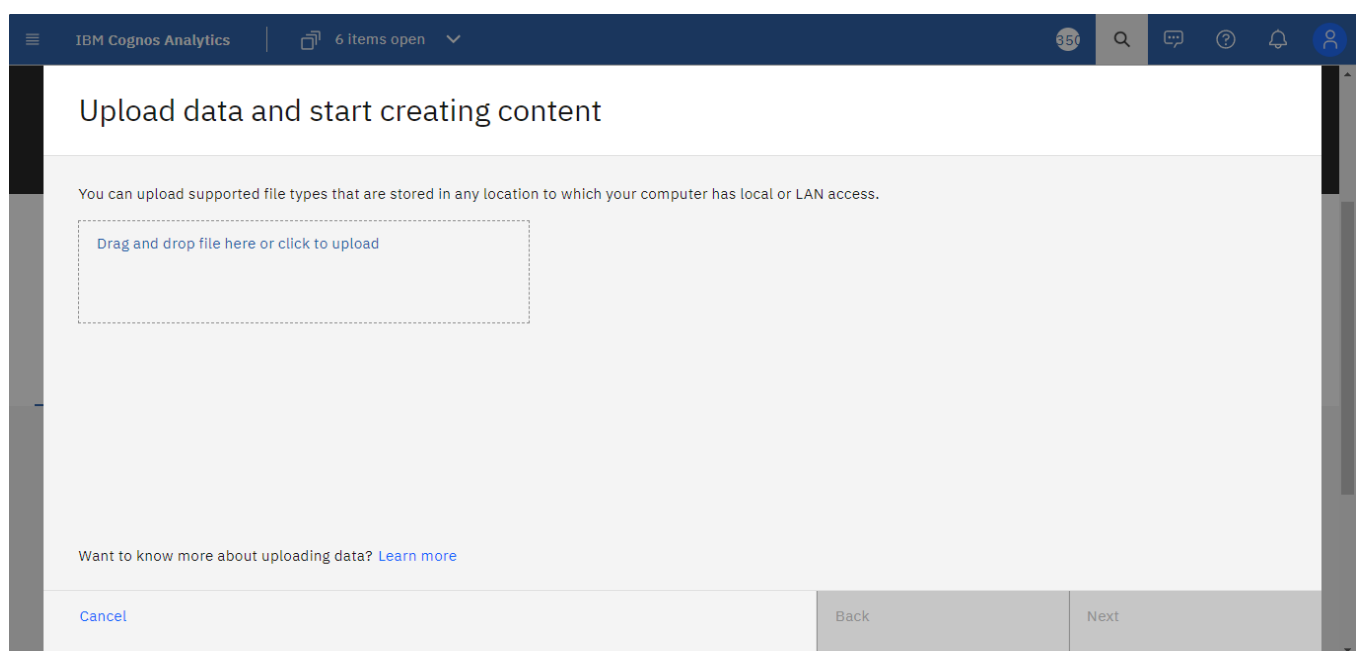 IBM Cognos Analytics 6 items open 350
Upload data and start creating content
You can upload supported file types that are stored in any location to which your computer has local or LAN access.
Drag and drop file here or click to upload
Want to know more about uploading data? Learn more
Cancel Back Next